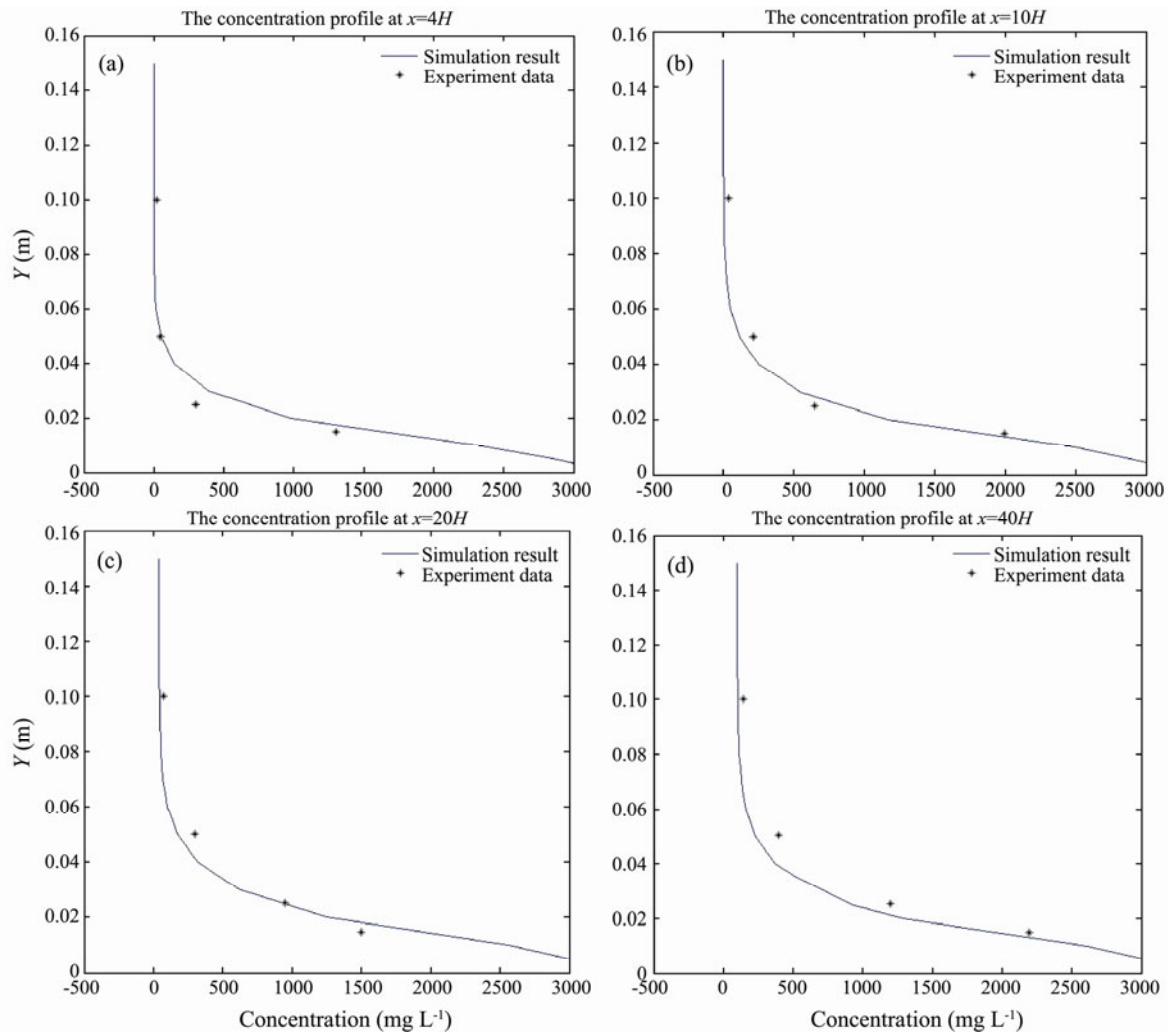 The concentration profile at x=4H
(a)
Simulation result
Experiment data
0.16
0.14
0.12
0.10
0.08
0.06
0.04
0.02
0
Y (m)
-500 0 500 1000 1500 2000 2500 3000
The concentration profile at x=10H
(b)
Simulation result
Experiment data
0.16
0.14
0.12
0.10
0.08
0.06
0.04
0.02
0
-500 0 500 1000 1500 2000 2500 3000
The concentration profile at x=20H
(c)
Simulation result
Experiment data
0.16
0.14
0.12
0.10
0.08
0.06
0.04
0.02
0
Y (m)
-500 0 500 1000 1500 2000 2500 3000
Concentration (mg L⁻¹)
The concentration profile at x=40H
(d)
Simulation result
Experiment data
0.16
0.14
0.12
0.10
0.08
0.06
0.04
0.02
0
-500 0 500 1000 1500 2000 2500 3000
Concentration (mg L⁻¹)